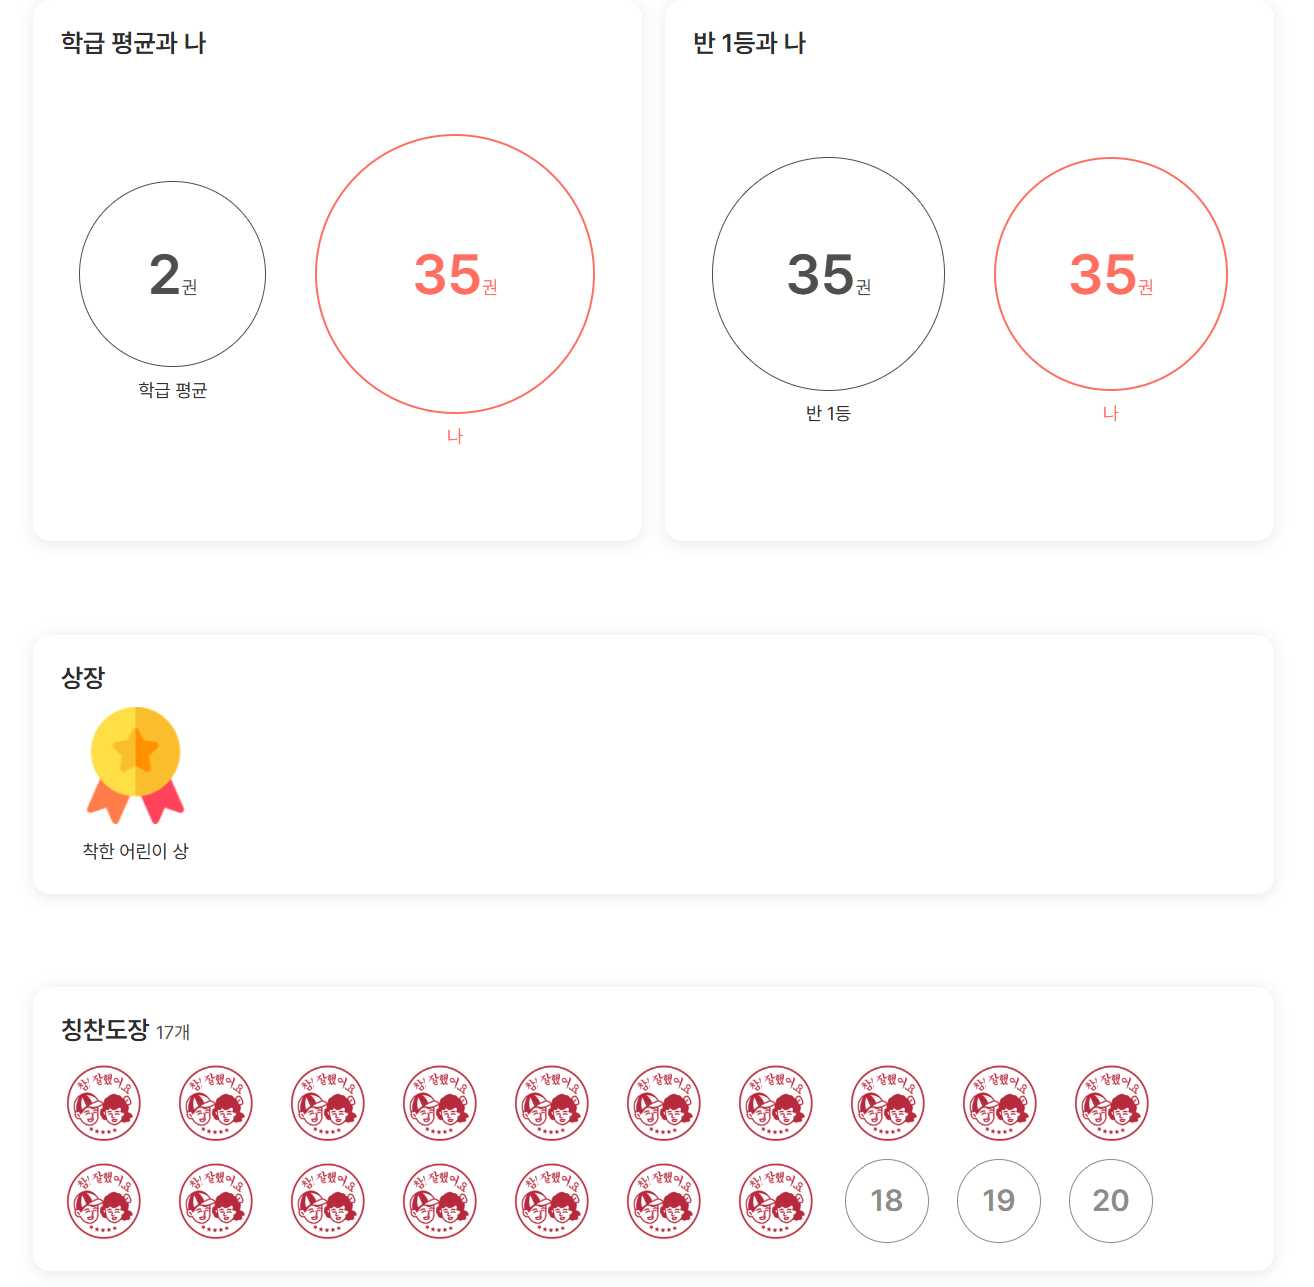 학급 평균과 나
2권
학급 평균
35권
나
반 1등과 나
35권
반 1등
35권
나
상장
착한 어린이 상
칭찬도장 17개
참! 잘했어요 참! 잘했어요 참! 잘했어요 참! 잘했어요 참! 잘했어요 참! 잘했어요 참! 잘했어요 참! 잘했어요 참! 잘했어요 참! 잘했어요
참! 잘했어요 참! 잘했어요 참! 잘했어요 참! 잘했어요 참! 잘했어요 참! 잘했어요 참! 잘했어요 18 19 20